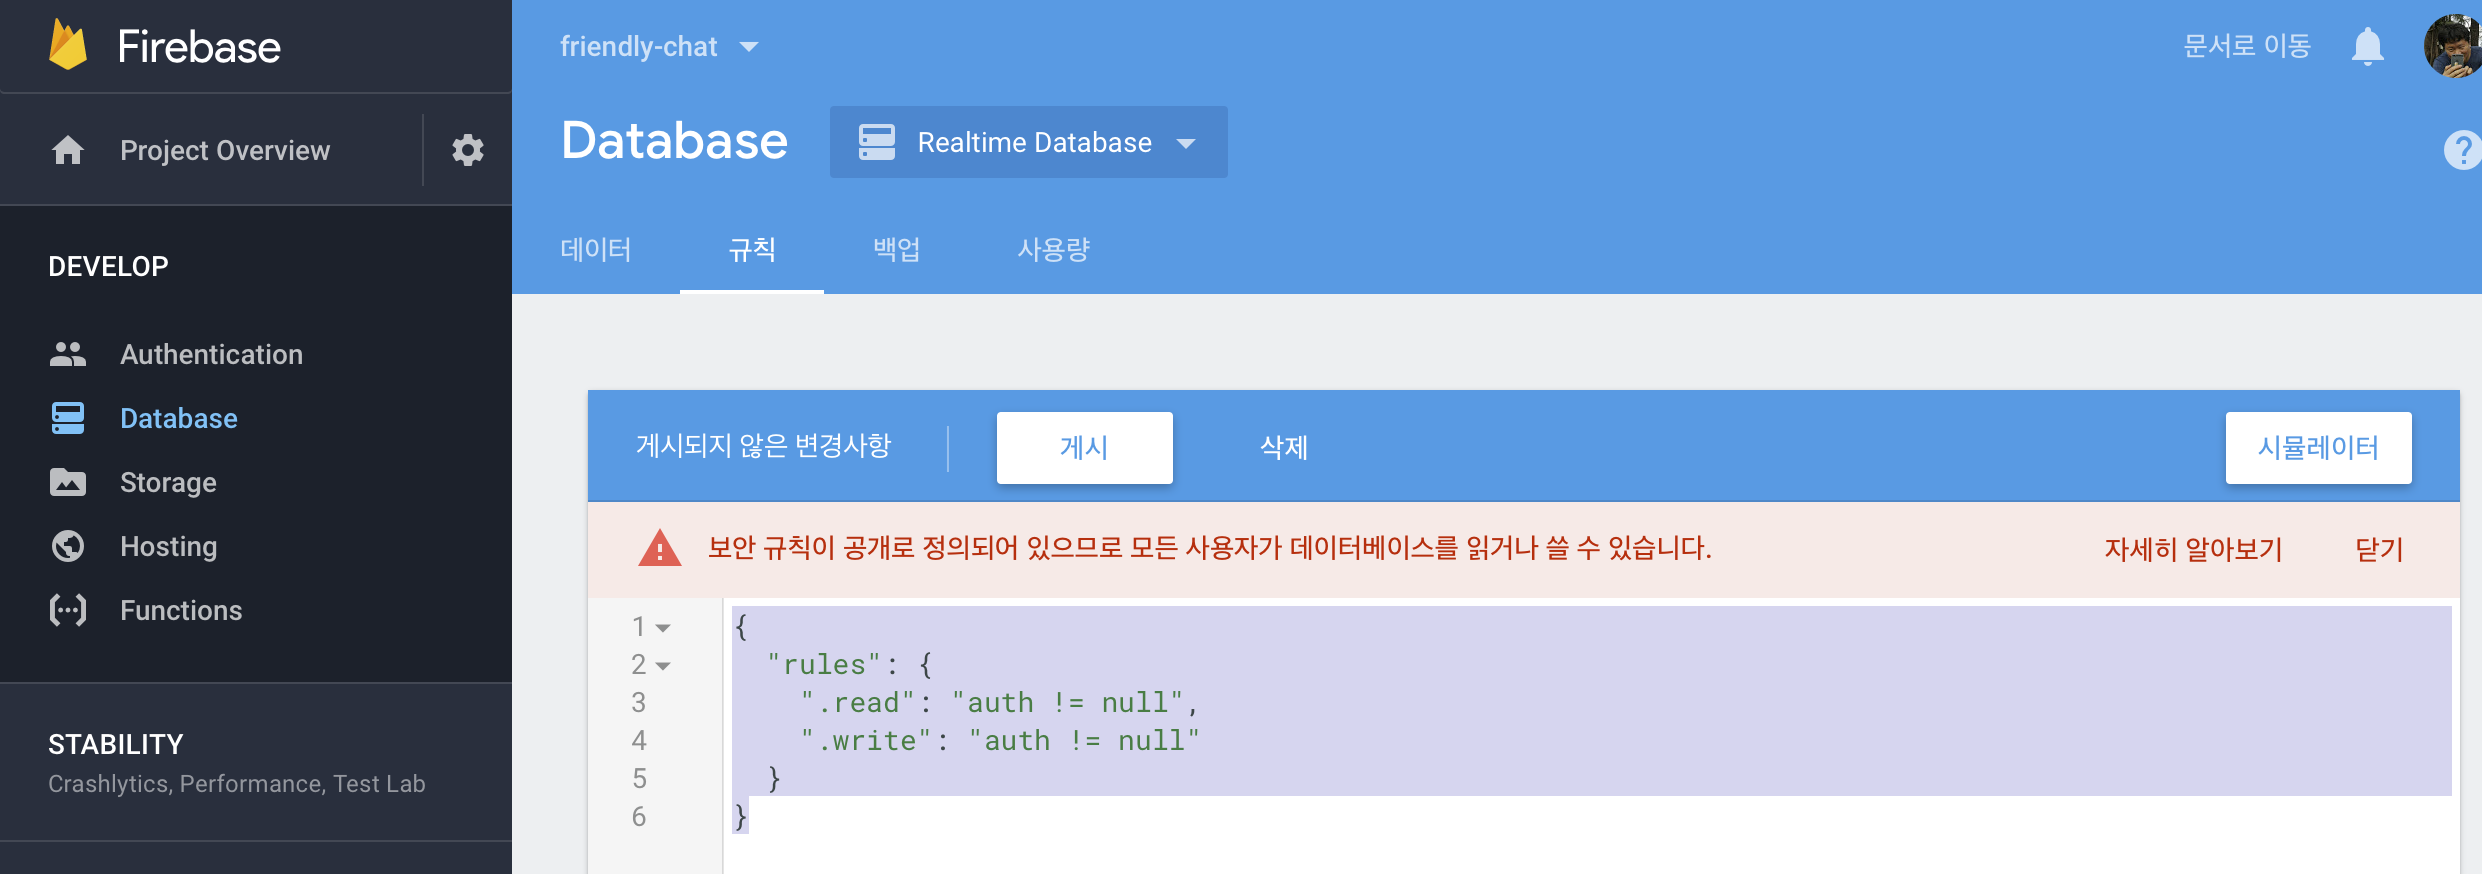 Firebase
friendly-chat
문서로 이동
Project Overview
Database
Realtime Database
?
데이터
규칙
백업
사용량
DEVELOP
Authentication
Database
Storage
Hosting
Functions
STABILITY
Crashlytics, Performance, Test Lab
게시되지 않은 변경사항
게시
삭제
시뮬레이터
보안 규칙이 공개로 정의되어 있으므로 모든 사용자가 데이터베이스를 읽거나 쓸 수 있습니다.
자세히 알아보기
닫기
1 {
2 "rules": {
3 ".read": "auth != null",
4 ".write": "auth != null"
5 }
6 }